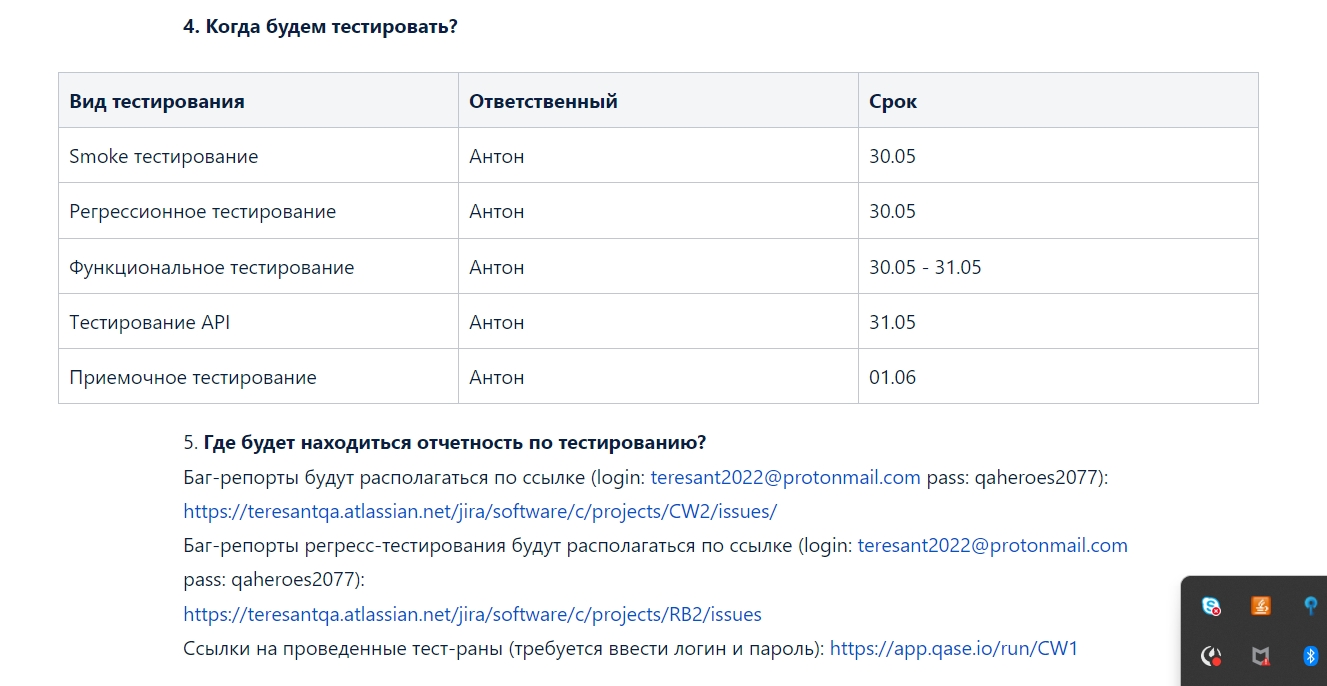 4. Когда будем тестировать?
Вид тестирования Ответственный Срок
Smoke тестирование Антон 30.05
Регрессионное тестирование Антон 30.05
Функциональное тестирование Антон 30.05 - 31.05
Тестирование API Антон 31.05
Приемочное тестирование Антон 01.06
5. Где будет находиться отчетность по тестированию?
Баг-репорты будут располагаться по ссылке (login: teresant2022@protonmail.com pass: qaheroes2077):
https://teresantqa.atlassian.net/jira/software/c/projects/CW2/issues/
Баг-репорты регресс-тестирования будут располагаться по ссылке (login: teresant2022@protonmail.com
pass: qaheroes2077):
https://teresantqa.atlassian.net/jira/software/c/projects/RB2/issues
Ссылки на проведенные тест-раны (требуется ввести логин и пароль): https://app.qase.io/run/CW1